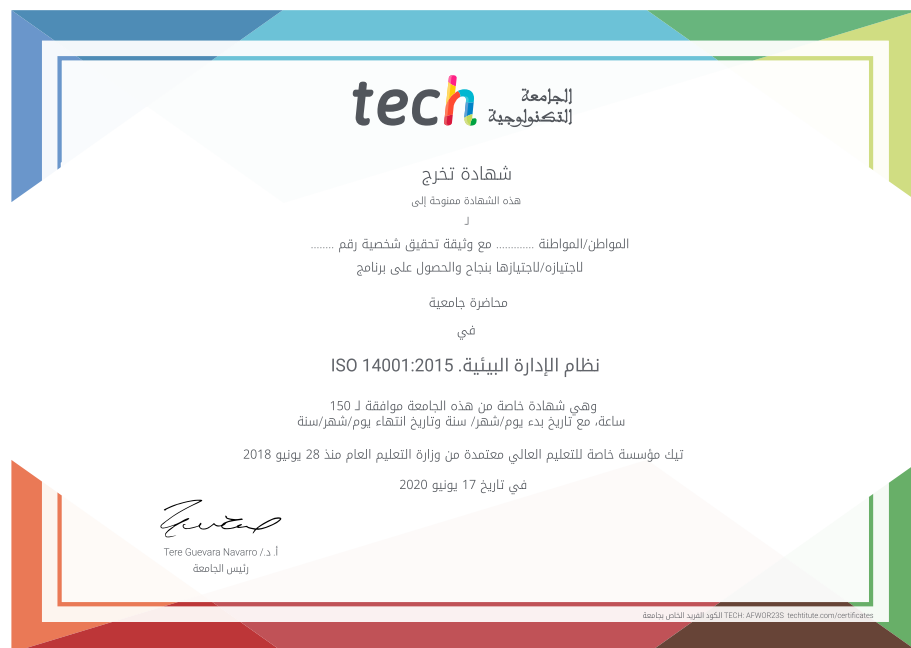 tech
الجامعة
التكنولوجية
شهادة تخرج
هذه الشهادة ممنوحة إلى
لـ
المواطن/المواطنة ............. مع وثيقة تحقيق شخصية رقم ........
لاجتيازه/لاجتيازها بنجاح والحصول على برنامج
محاضرة جامعية
في
نظام الإدارة البيئية. ISO 14001:2015
وهي شهادة خاصة من هذه الجامعة موافقة لـ 150
ساعة، مع تاريخ بدء يوم/شهر/ سنة وتاريخ انتهاء يوم/شهر/سنة
تيك مؤسسة خاصة للتعليم العالي معتمدة من وزارة التعليم العام منذ 28 يونيو 2018
في تاريخ 17 يونيو 2020
أ. د./ Tere Guevara Navarro
رئيس الجامعة
الكود الفريد الخاص بجامعة TECH: AFWOR23S techtitute.com/certificates